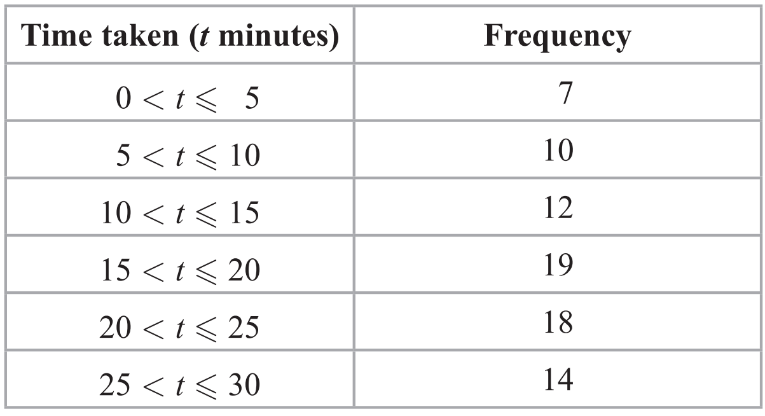 Time taken (t minutes) Frequency
0 < t ⩽ 5 7
5 < t ⩽ 10 10
10 < t ⩽ 15 12
15 < t ⩽ 20 19
20 < t ⩽ 25 18
25 < t ⩽ 30 14